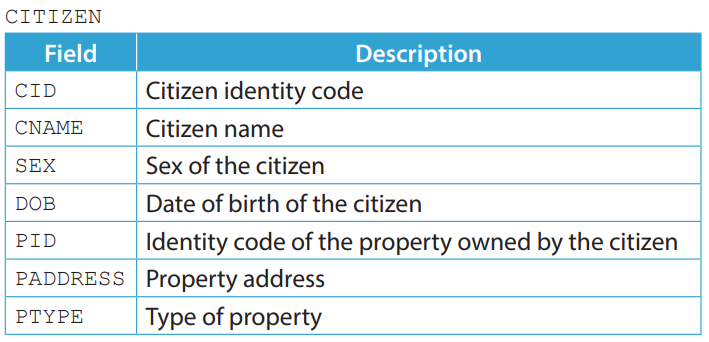 CITIZEN
Field Description
CID Citizen identity code
CNAME Citizen name
SEX Sex of the citizen
DOB Date of birth of the citizen
PID Identity code of the property owned by the citizen
PADDRESS Property address
PTYPE Type of property